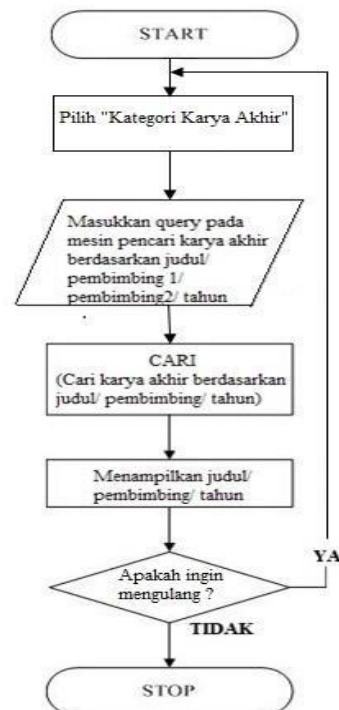 START
Pilih "Kategori Karya Akhir"
Masukkan query pada
mesin pencari karya akhir
berdasarkan judul/
pembimbing 1/
pembimbing2/ tahun
CARI
(Cari karya akhir berdasarkan
judul/ pembimbing/ tahun)
Menampilkan judul/
pembimbing/ tahun
Apakah ingin
mengulang ?
YA
TIDAK
STOP